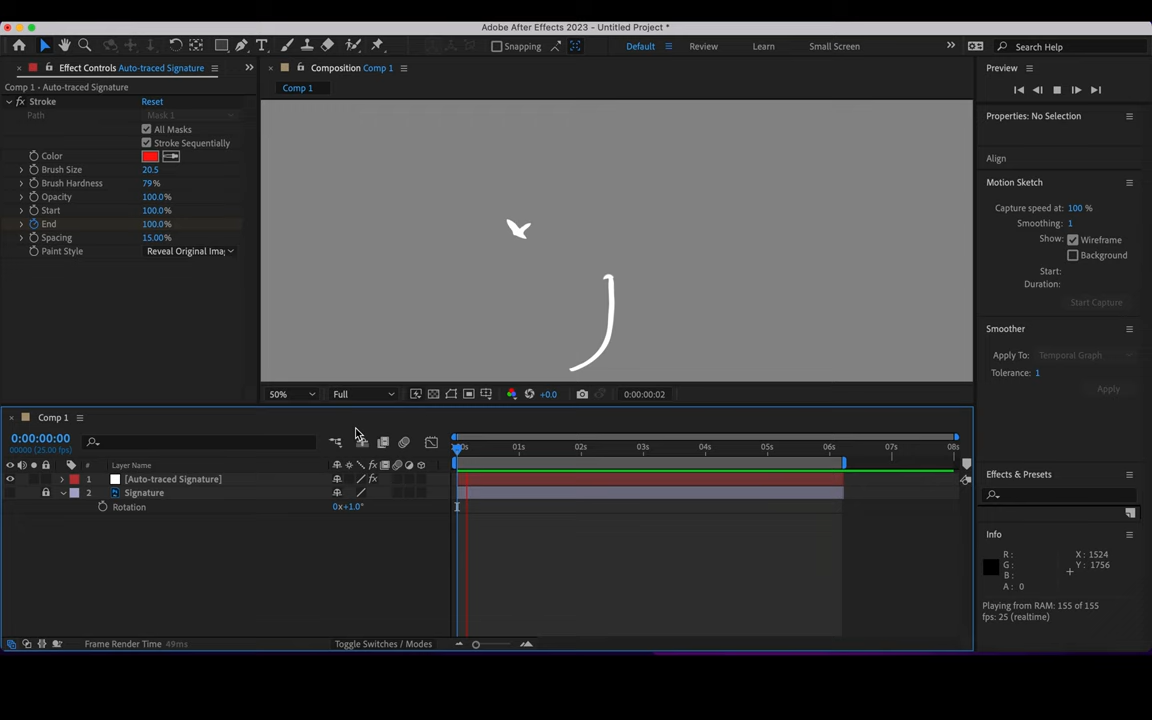 Adobe After Effects 2023 - Untitled Project *
Snapping
Default
Review
Learn
Small Screen
Search Help
Effect Controls Auto-traced Signature
Composition Comp 1
Preview
Comp 1 - Auto-traced Signature
Comp 1
fx Stroke
Reset
Path
Mask 1
All Masks
Stroke Sequentially
Color
Brush Size
20.5
Brush Hardness
79%
Opacity
100.0%
Start
100.0%
End
100.0%
Spacing
15.00%
Paint Style
Reveal Original Ima
Properties: No Selection
Align
Motion Sketch
Capture speed at: 100 %
Smoothing: 1
Show: Wireframe
Background
Start:
Duration:
Start Capture
Smoother
Apply To: Temporal Graph
Tolerance: 1
Apply
50%
Full
+0.0
0:00:00:02
Comp 1
0:00:00:00
00000 (25.00 fps)
00s
01s
02s
03s
04s
05s
06s
07s
08s
# Layer Name
fx
1 [Auto-traced Signature]
fx
2 Signature
Rotation
0x+1.0°
Effects & Presets
Info
R :
G :
B :
A : 0
X : 1524
Y : 1756
Playing from RAM: 155 of 155
fps: 25 (realtime)
Frame Render Time 49ms
Toggle Switches / Modes